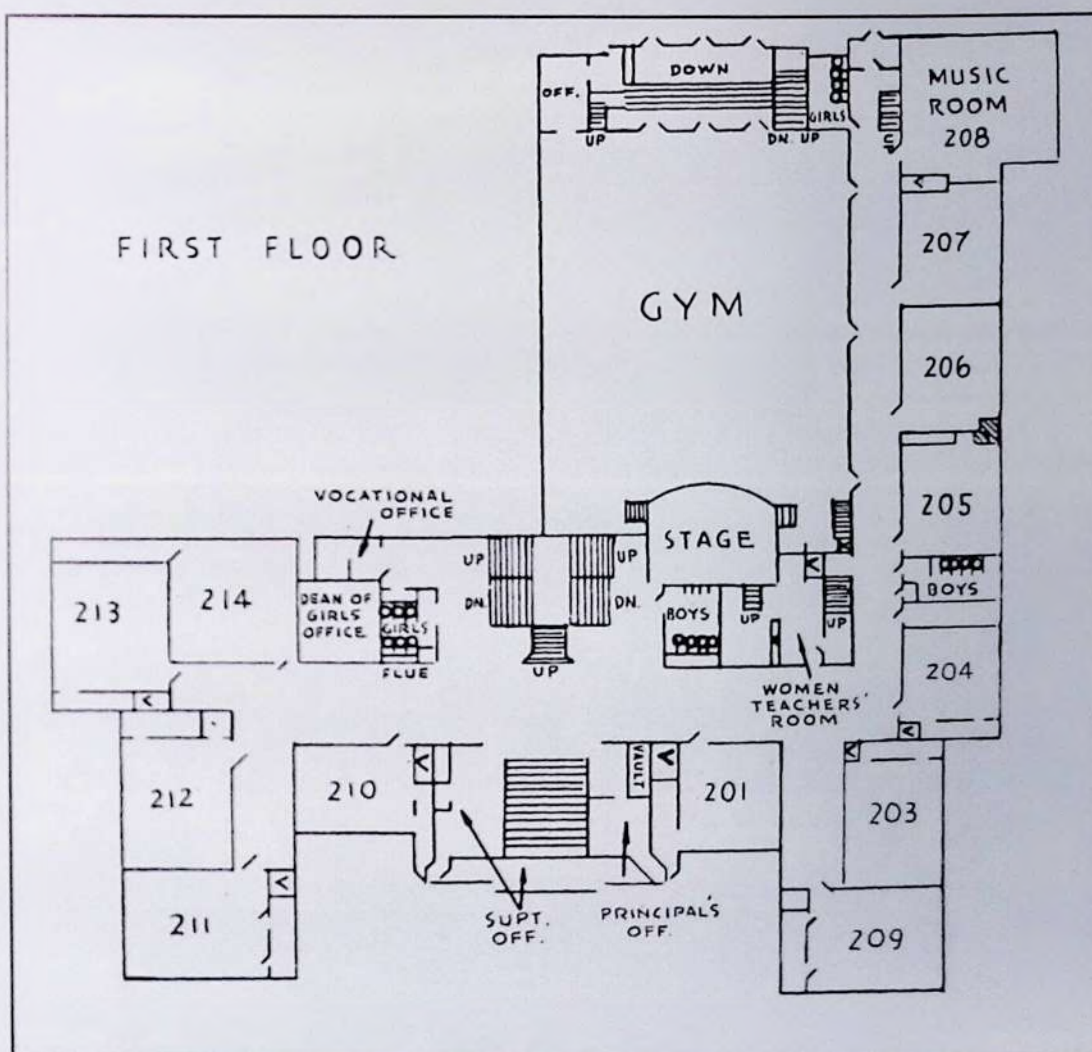 DOWN
OFF.
GIRLS
UP
DN. UP
MUSIC
ROOM
208
FIRST FLOOR
207
GYM
206
VOCATIONAL
OFFICE
STAGE
205
UP
UP
DN.
DN.
UP
213
214
DEAN OF
GIRLS
OFFICE
GIRLS
FLUE
BOYS
UP
UP
BOYS
204
WOMEN
TEACHERS'
ROOM
212
210
VAULT
201
203
211
SUPT.
OFF.
PRINCIPAL'S
OFF.
209